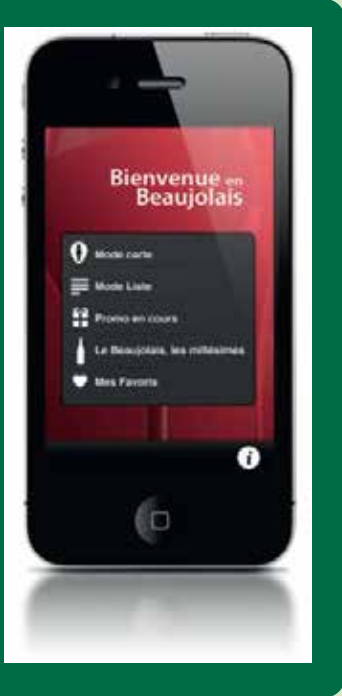 Bienvenue en
Beaujolais
Mode carte
Mode Liste
Promo en cours
Le Beaujolais, les millésimes
Mes Favoris
i